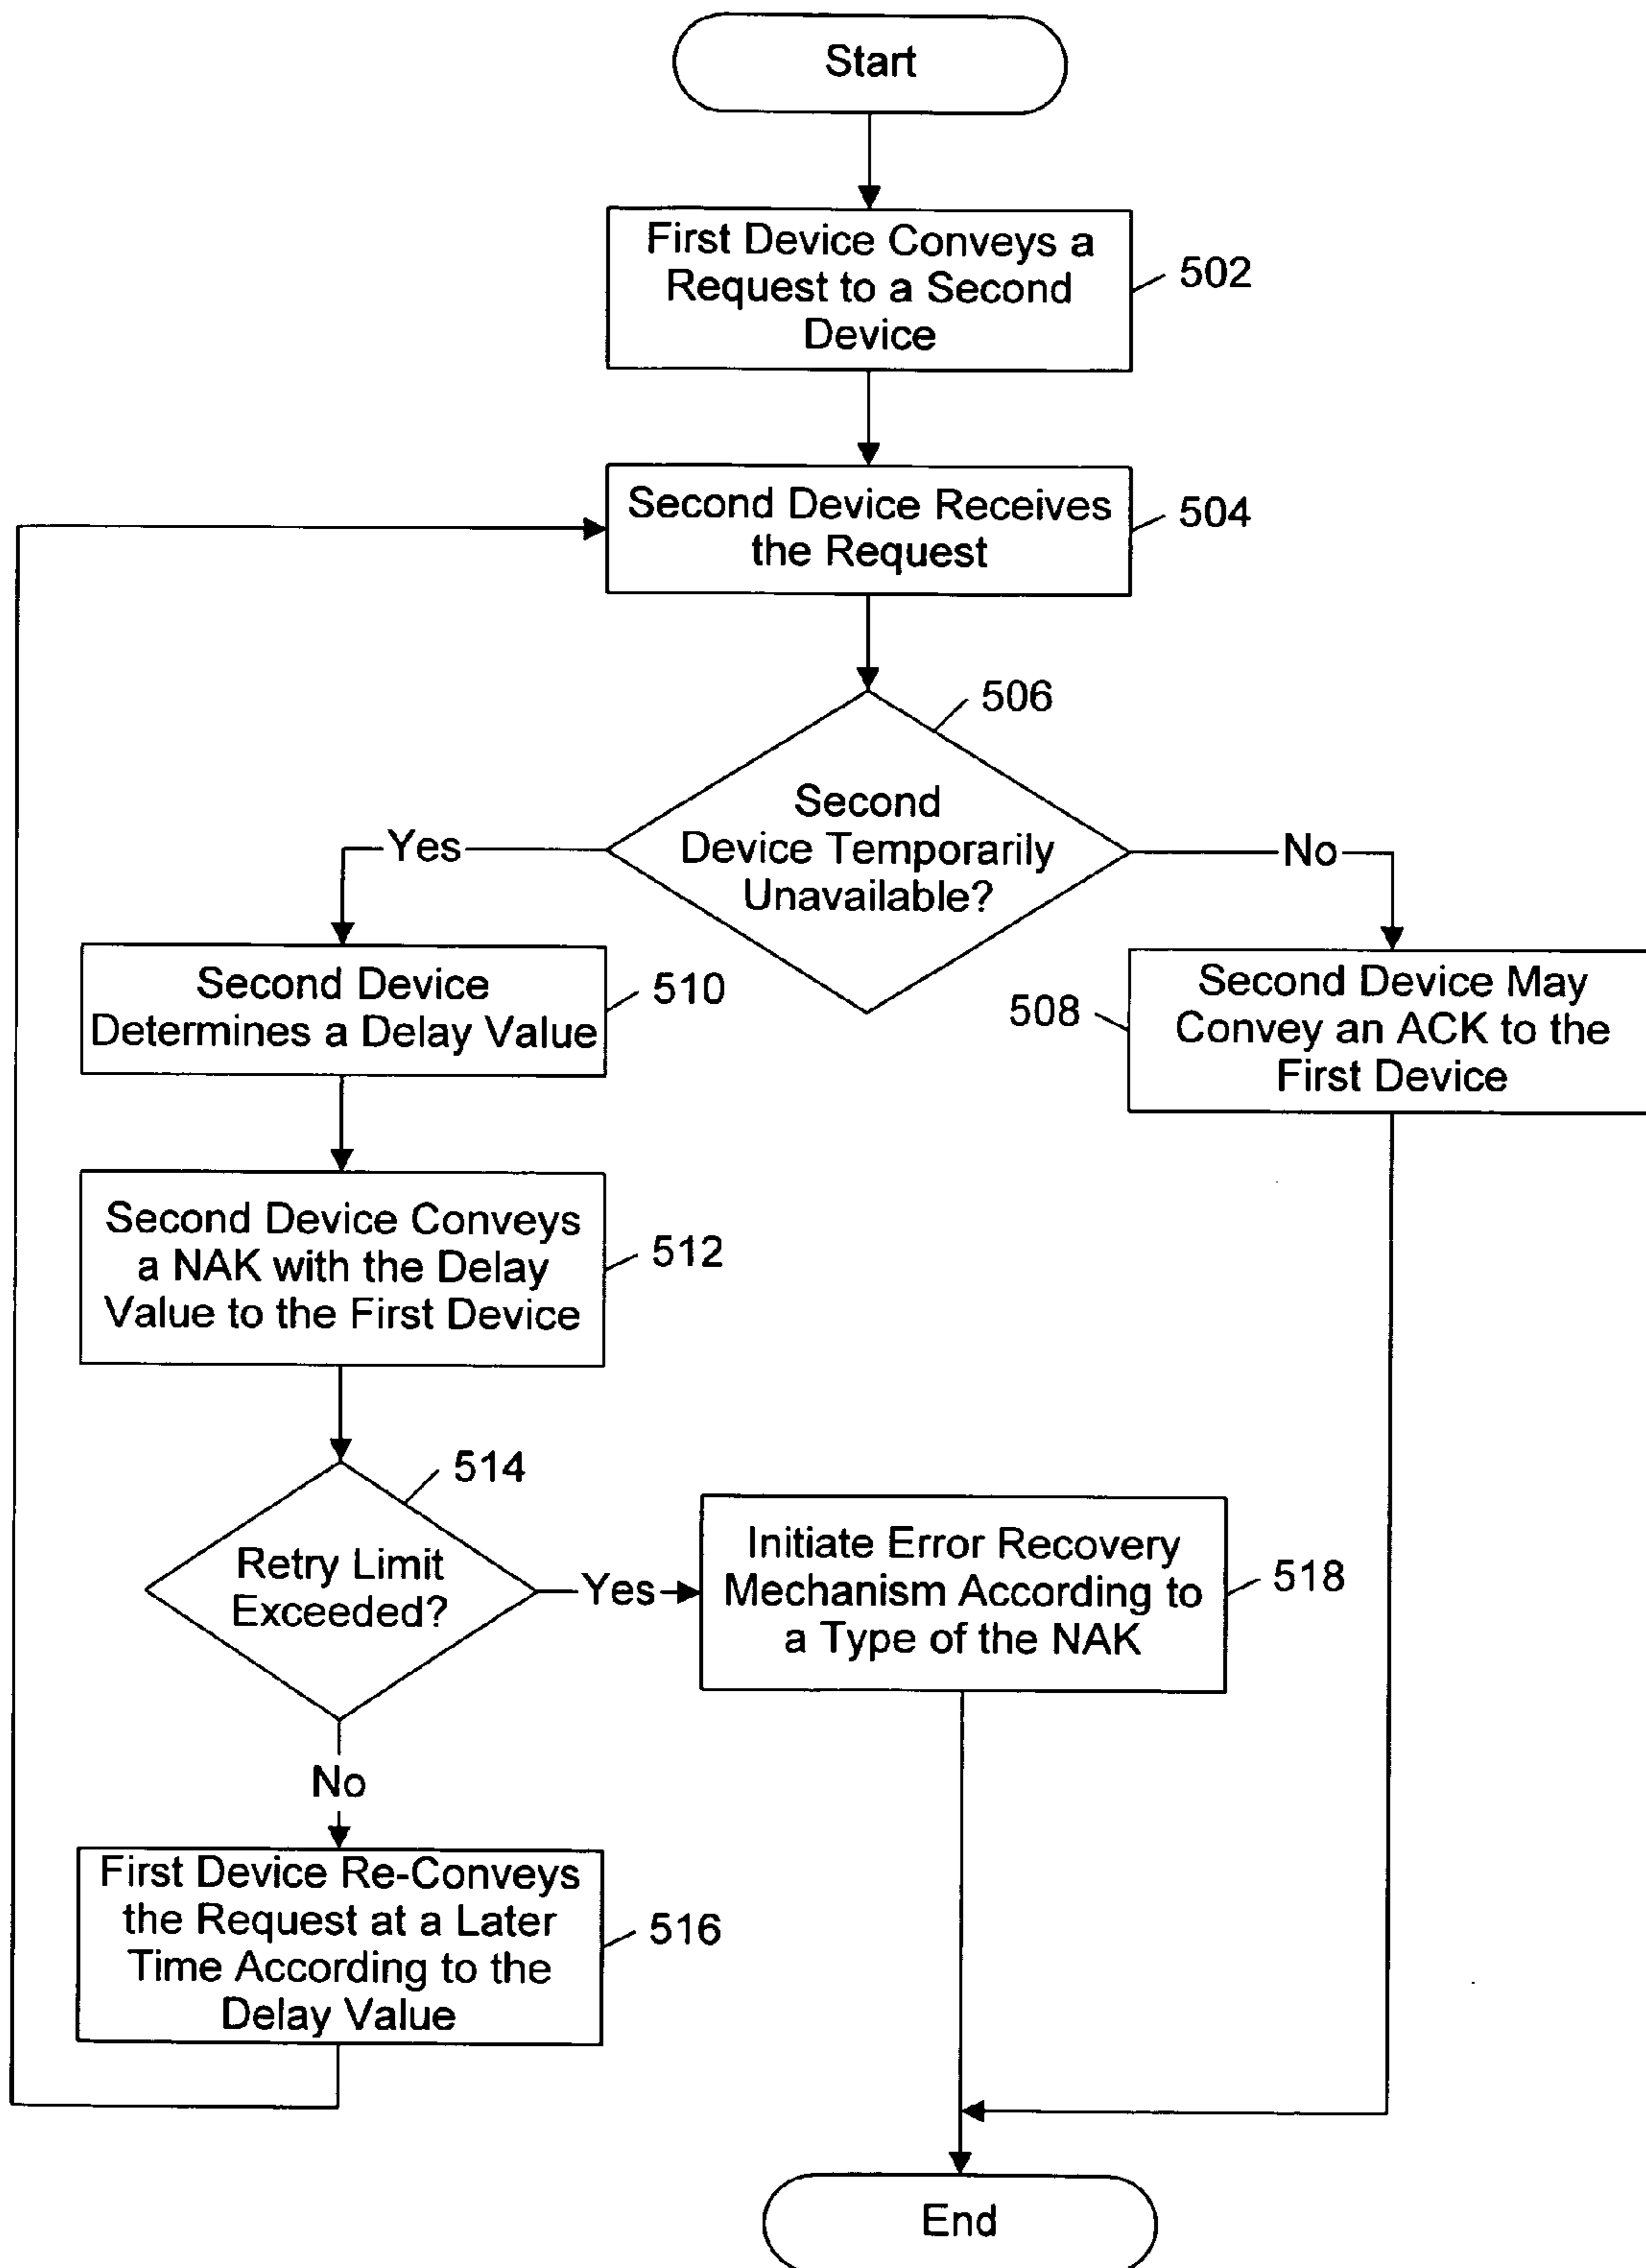 Start
First Device Conveys a
Request to a Second
Device
502
Second Device Receives
the Request
504
506
Second
Device Temporarily
Unavailable?
Yes
No
Second Device
Determines a Delay Value
510
508
Second Device May
Convey an ACK to the
First Device
Second Device Conveys
a NAK with the Delay
Value to the First Device
512
514
Retry Limit
Exceeded?
Yes
Initiate Error Recovery
Mechanism According to
a Type of the NAK
518
No
First Device Re-Conveys
the Request at a Later
Time According to the
Delay Value
516
End